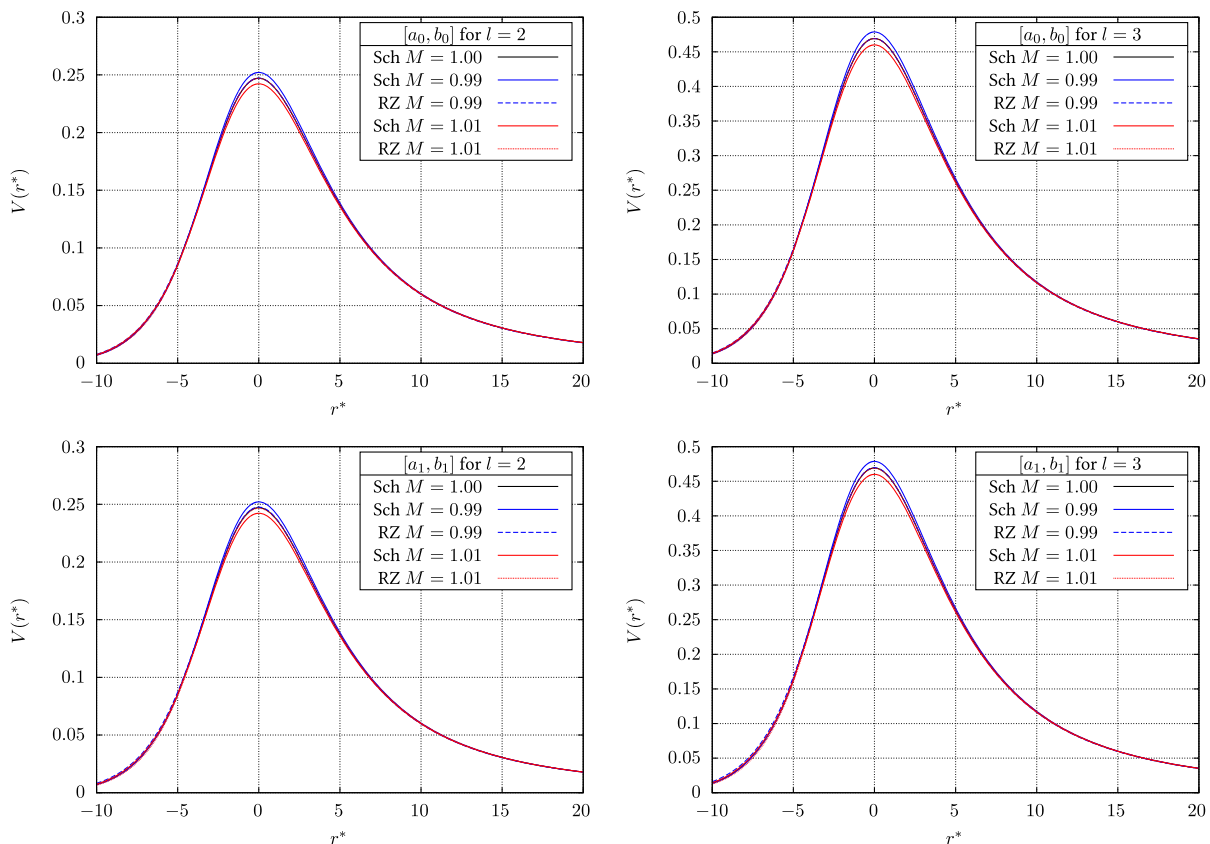 0.3
0.25
0.2
0.15
0.1
0.05
0
V(r*)
[a₀, b₀] for l = 2
Sch M = 1.00
Sch M = 0.99
RZ M = 0.99
Sch M = 1.01
RZ M = 1.01
−10 −5 0 5 10 15 20
r*
0.5
0.45
0.4
0.35
0.3
0.25
0.2
0.15
0.1
0.05
0
V(r*)
[a₀, b₀] for l = 3
Sch M = 1.00
Sch M = 0.99
RZ M = 0.99
Sch M = 1.01
RZ M = 1.01
−10 −5 0 5 10 15 20
r*
0.3
0.25
0.2
0.15
0.1
0.05
0
V(r*)
[a₁, b₁] for l = 2
Sch M = 1.00
Sch M = 0.99
RZ M = 0.99
Sch M = 1.01
RZ M = 1.01
−10 −5 0 5 10 15 20
r*
0.5
0.45
0.4
0.35
0.3
0.25
0.2
0.15
0.1
0.05
0
V(r*)
[a₁, b₁] for l = 3
Sch M = 1.00
Sch M = 0.99
RZ M = 0.99
Sch M = 1.01
RZ M = 1.01
−10 −5 0 5 10 15 20
r*